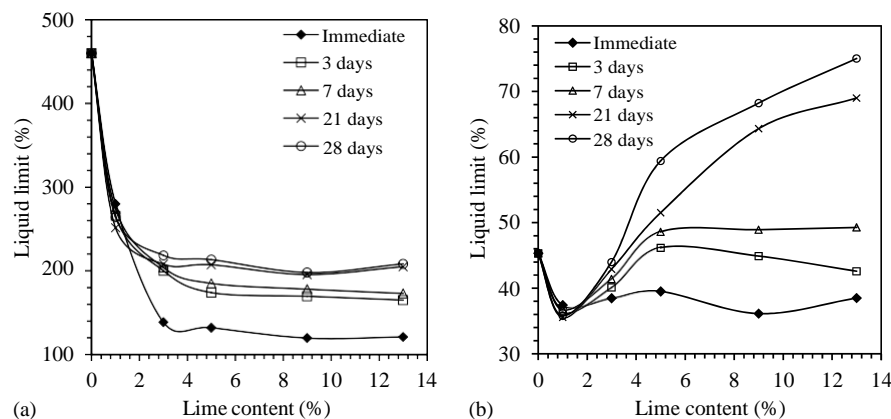 500
400
300
200
100
Liquid limit (%)
0 2 4 6 8 10 12 14
Lime content (%)
(a)
Immediate
3 days
7 days
21 days
28 days
80
70
60
50
40
30
Liquid limit (%)
0 2 4 6 8 10 12 14
Lime content (%)
(b)
Immediate
3 days
7 days
21 days
28 days